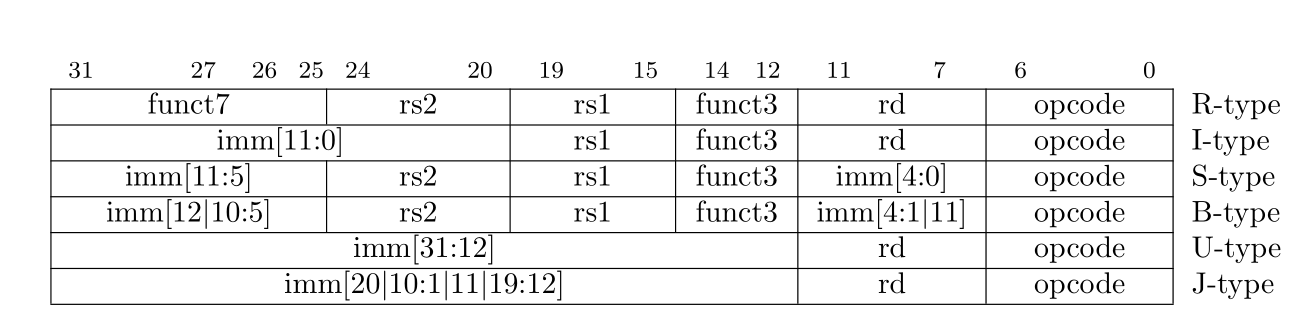 31 27 26 25 24 20 19 15 14 12 11 7 6 0
funct7 rs2 rs1 funct3 rd opcode R-type
imm[11:0] rs1 funct3 rd opcode I-type
imm[11:5] rs2 rs1 funct3 imm[4:0] opcode S-type
imm[12|10:5] rs2 rs1 funct3 imm[4:1|11] opcode B-type
imm[31:12] rd opcode U-type
imm[20|10:1|11|19:12] rd opcode J-type